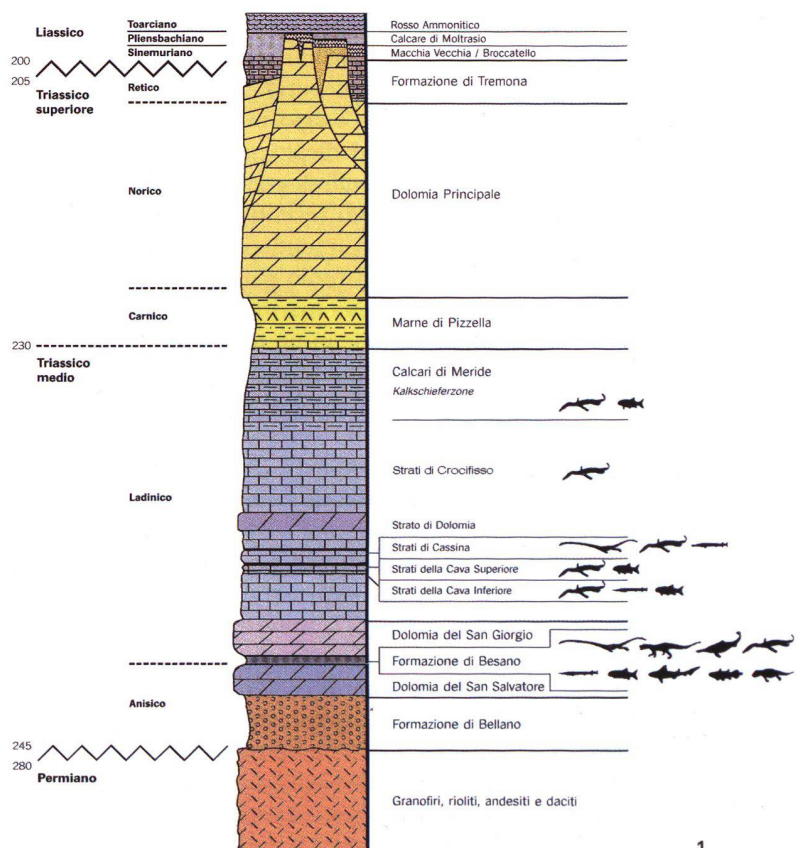 Liassico
Toarciano
Pliensbachiano
Sinemuriano
200
205
Triassico
superiore
Retico
Norico
Carnico
230
Triassico
medio
Ladinico
Anisico
245
280
Permiano
Rosso Ammonitico
Calcare di Moltrasio
Macchia Vecchia / Broccatello
Formazione di Tremona
Dolomia Principale
Marne di Pizzella
Calcari di Meride
Kalkschieferzone
Strati di Crocifisso
Strato di Dolomia
Strati di Cassina
Strati della Cava Superiore
Strati della Cava Inferiore
Dolomia del San Giorgio
Formazione di Besano
Dolomia del San Salvatore
Formazione di Bellano
Granofiri, rioliti, andesiti e daciti
1